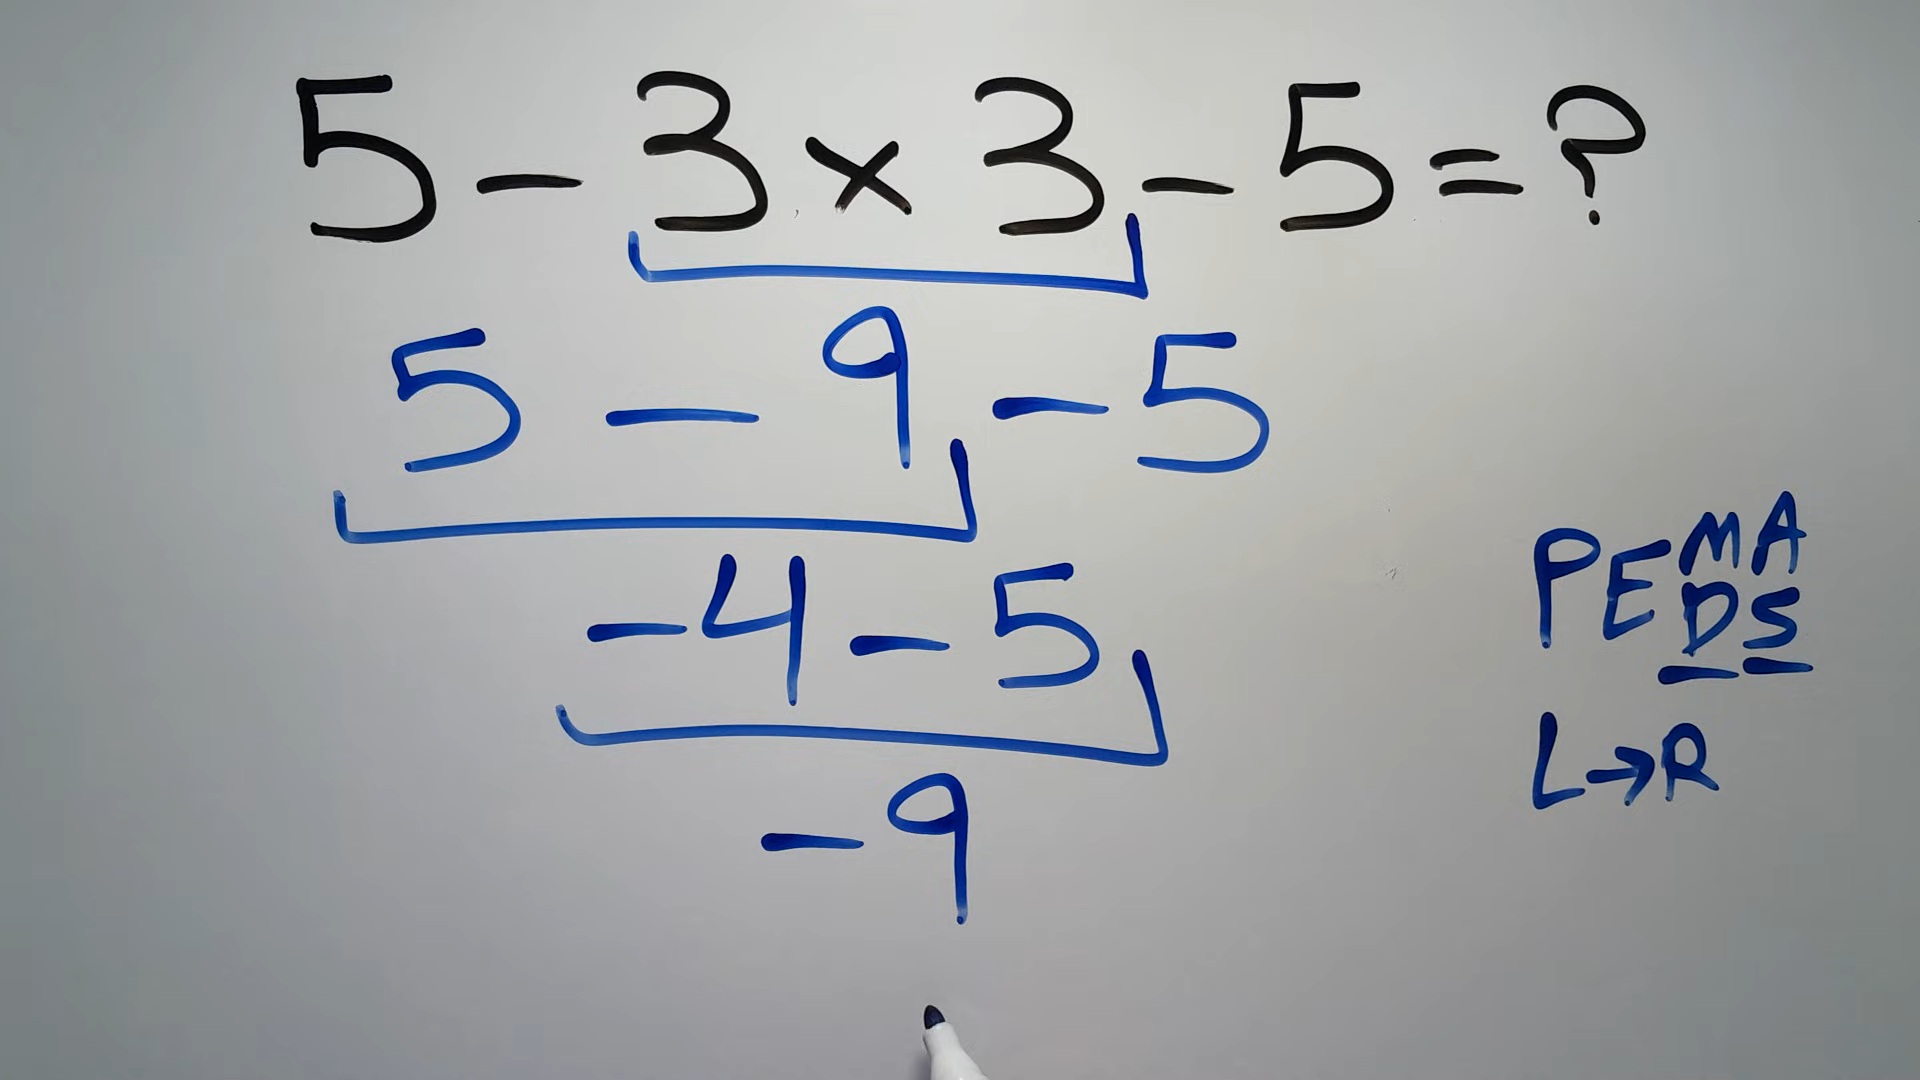 5 - 3 × 3 - 5 = ?
5 - 9 - 5
-4 - 5
-9
PEMA
DS
L→R